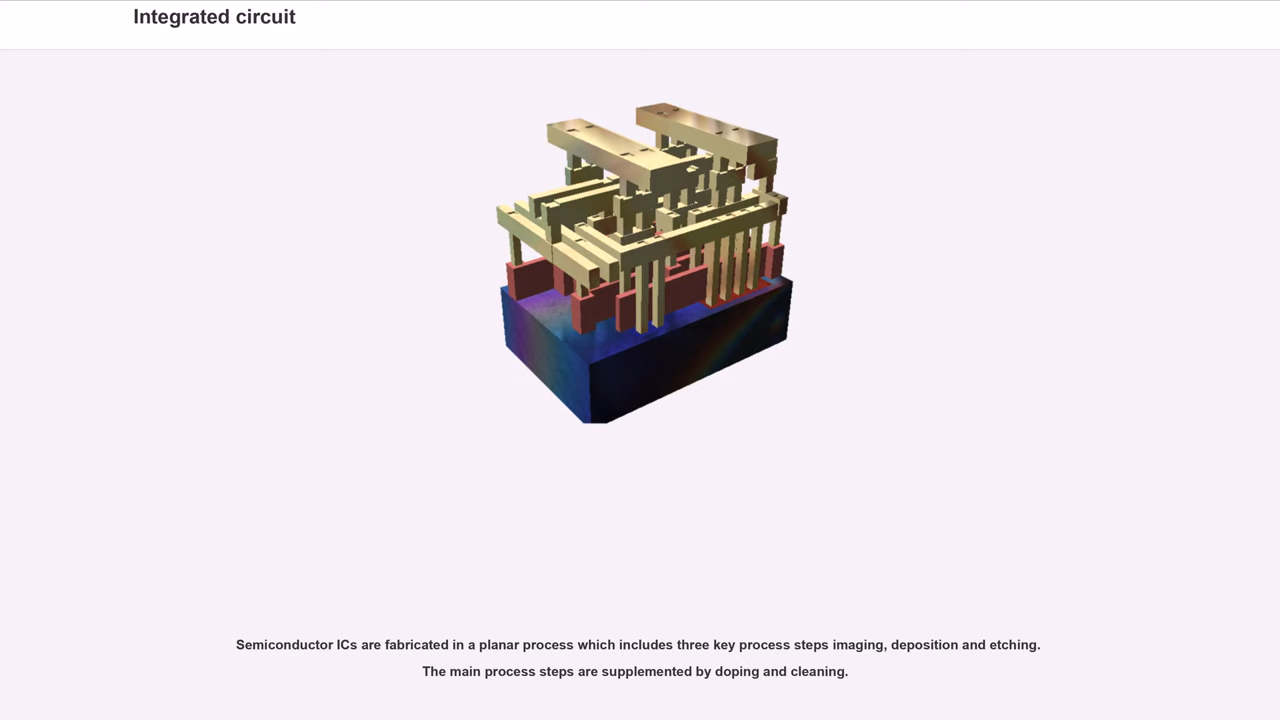 Integrated circuit
Semiconductor ICs are fabricated in a planar process which includes three key process steps imaging, deposition and etching.
The main process steps are supplemented by doping and cleaning.